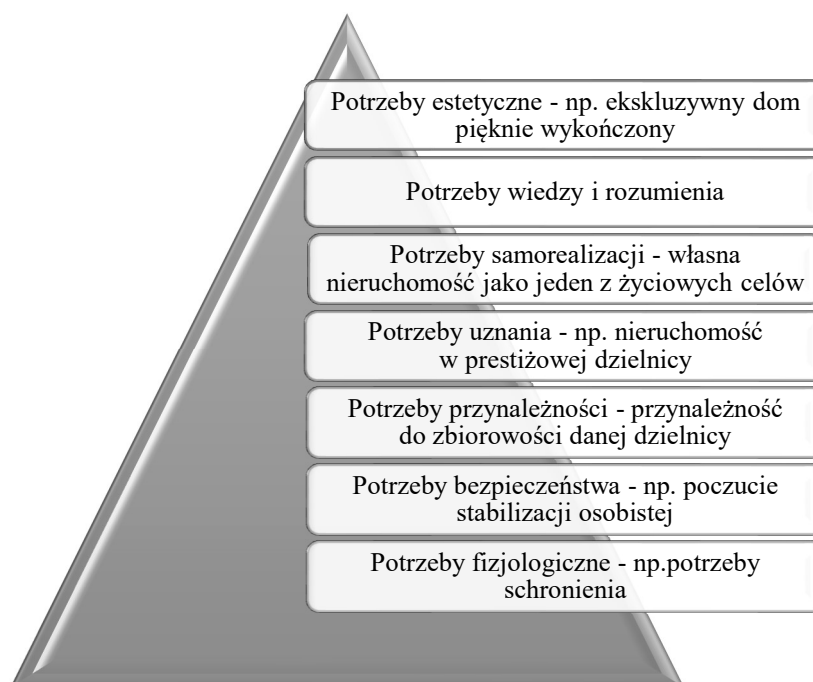 Potrzeby estetyczne - np. ekskluzywny dom
pięknie wykończony
Potrzeby wiedzy i rozumienia
Potrzeby samorealizacji - własna
nieruchomość jako jeden z życiowych celów
Potrzeby uznania - np. nieruchomość
w prestiżowej dzielnicy
Potrzeby przynależności - przynależność
do zbiorowości danej dzielnicy
Potrzeby bezpieczeństwa - np. poczucie
stabilizacji osobistej
Potrzeby fizjologiczne - np.potrzeby
schronienia